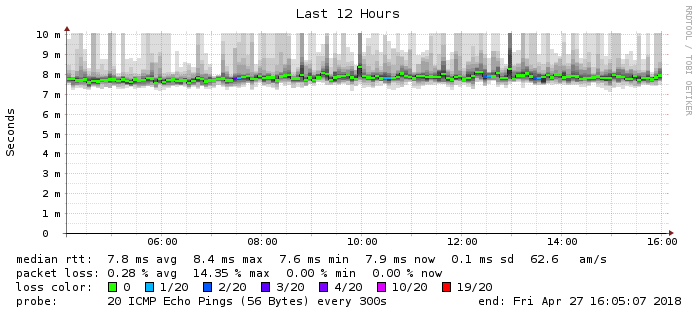 Last 12 Hours
RRDTOOL / TOBI OETIKER
Seconds
10 m
9 m
8 m
7 m
6 m
5 m
4 m
3 m
2 m
1 m
0
06:00 08:00 10:00 12:00 14:00 16:00
median rtt: 7.8 ms avg 8.4 ms max 7.6 ms min 7.9 ms now 0.1 ms sd 62.6 am/s
packet loss: 0.28 % avg 14.35 % max 0.00 % min 0.00 % now
loss color: 0 1/20 2/20 3/20 4/20 10/20 19/20
probe: 20 ICMP Echo Pings (56 Bytes) every 300s end: Fri Apr 27 16:05:07 2018